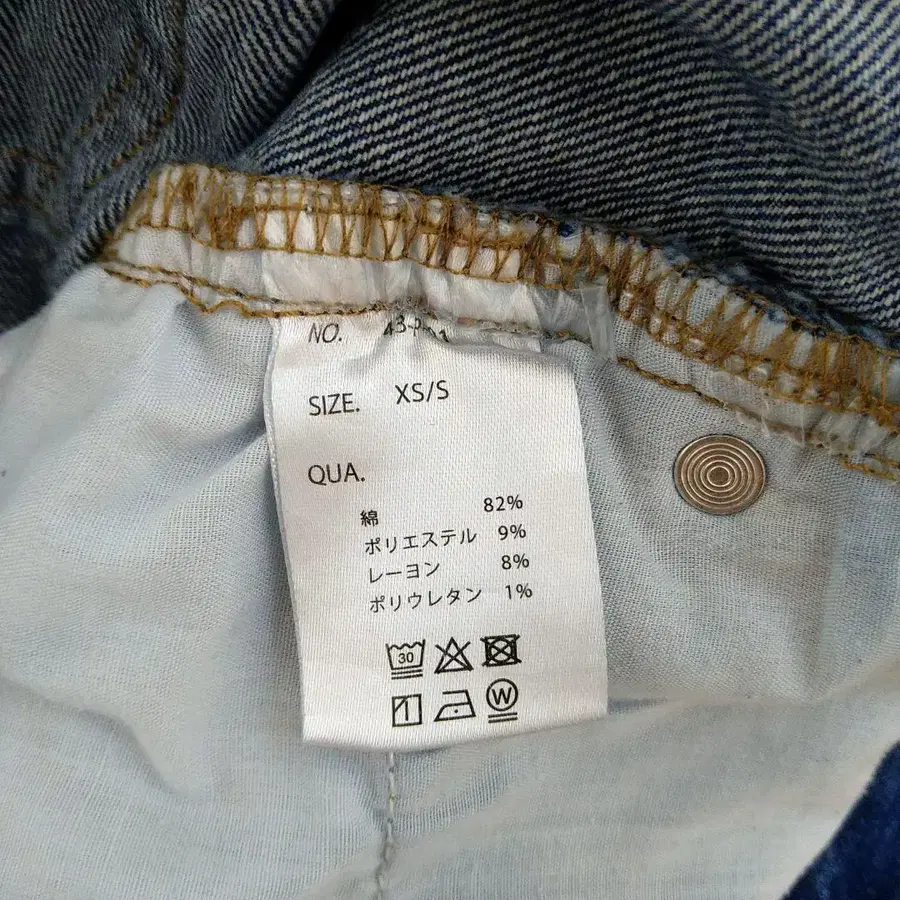 NO.
SIZE. XS/S
QUA.
綿 82%
ポリエステル 9%
レーヨン 8%
ポリウレタン 1%
30
W